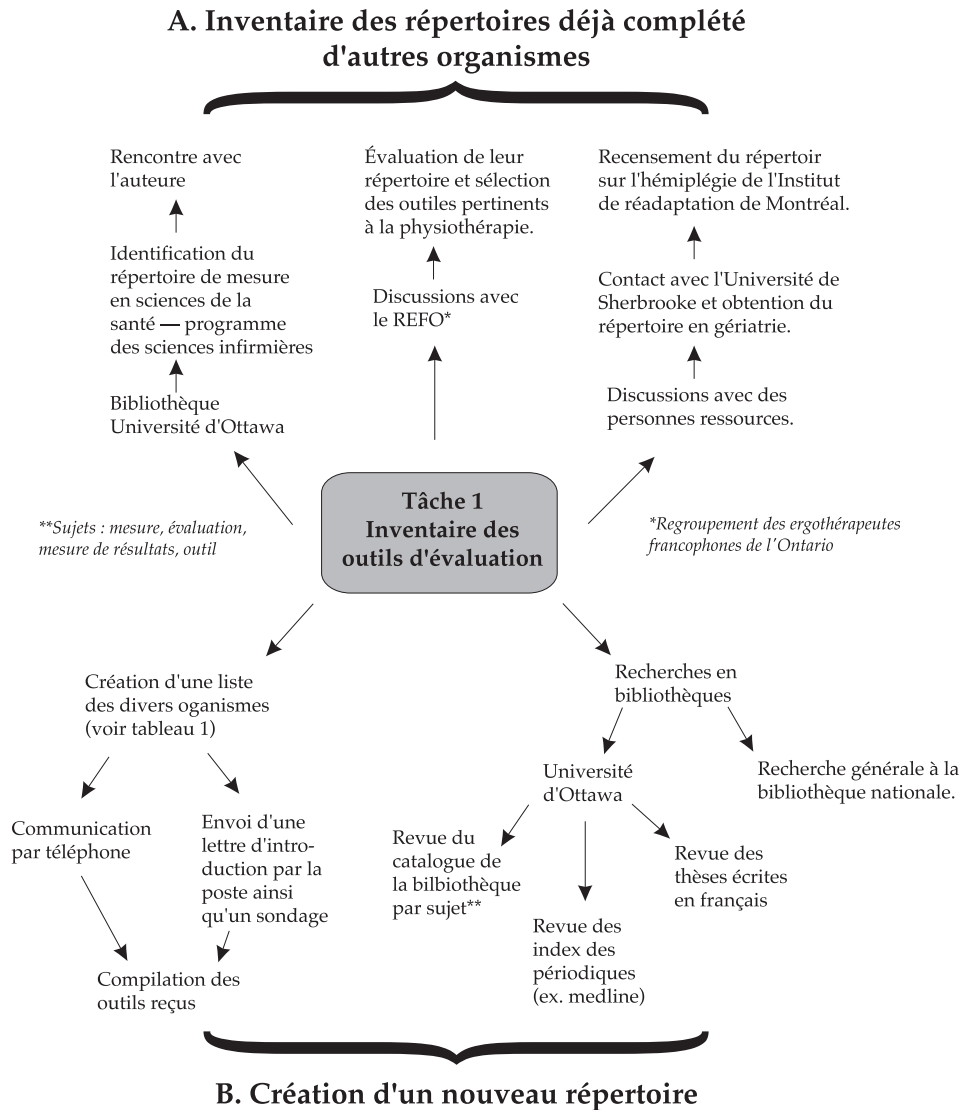 A. Inventaire des répertoires déjà complété
d'autres organismes
Rencontre avec
l'auteure
Identification du
répertoire de mesure
en sciences de la
santé — programme
des sciences infirmières
Bibliothèque
Université d'Ottawa
Évaluation de leur
répertoire et sélection
des outiles pertinents
à la physiothérapie.
Discussions avec
le REFO*
Recensement du répertoir
sur l'hémiplégie de l'Institut
de réadaptation de Montréal.
Contact avec l'Université de
Sherbrooke et obtention du
répertoire en gériatrie.
Discussions avec des
personnes ressources.
**Sujets : mesure, évaluation,
mesure de résultats, outil
Tâche 1
Inventaire des
outils d'évaluation
*Regroupement des ergothérapeutes
francophones de l'Ontario
Création d'une liste
des divers oganismes
(voir tableau 1)
Communication
par téléphone
Envoi d'une
lettre d'intro-
duction par la
poste ainsi
qu'un sondage
Compilation des
outils reçus
Recherches en
bibliothèques
Université
d'Ottawa
Recherche générale à la
bibliothèque nationale.
Revue du
catalogue de
la bilbiothèque
par sujet**
Revue des
index des
périodiques
(ex. medline)
Revue des
thèses écrites
en français
B. Création d'un nouveau répertoire